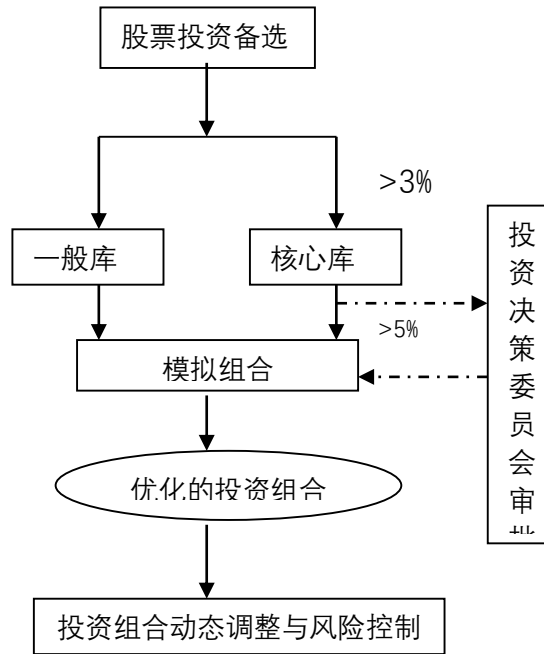 股票投资备选
>3%
一般库
核心库
投资决策委员会审
>5%
模拟组合
优化的投资组合
投资组合动态调整与风险控制